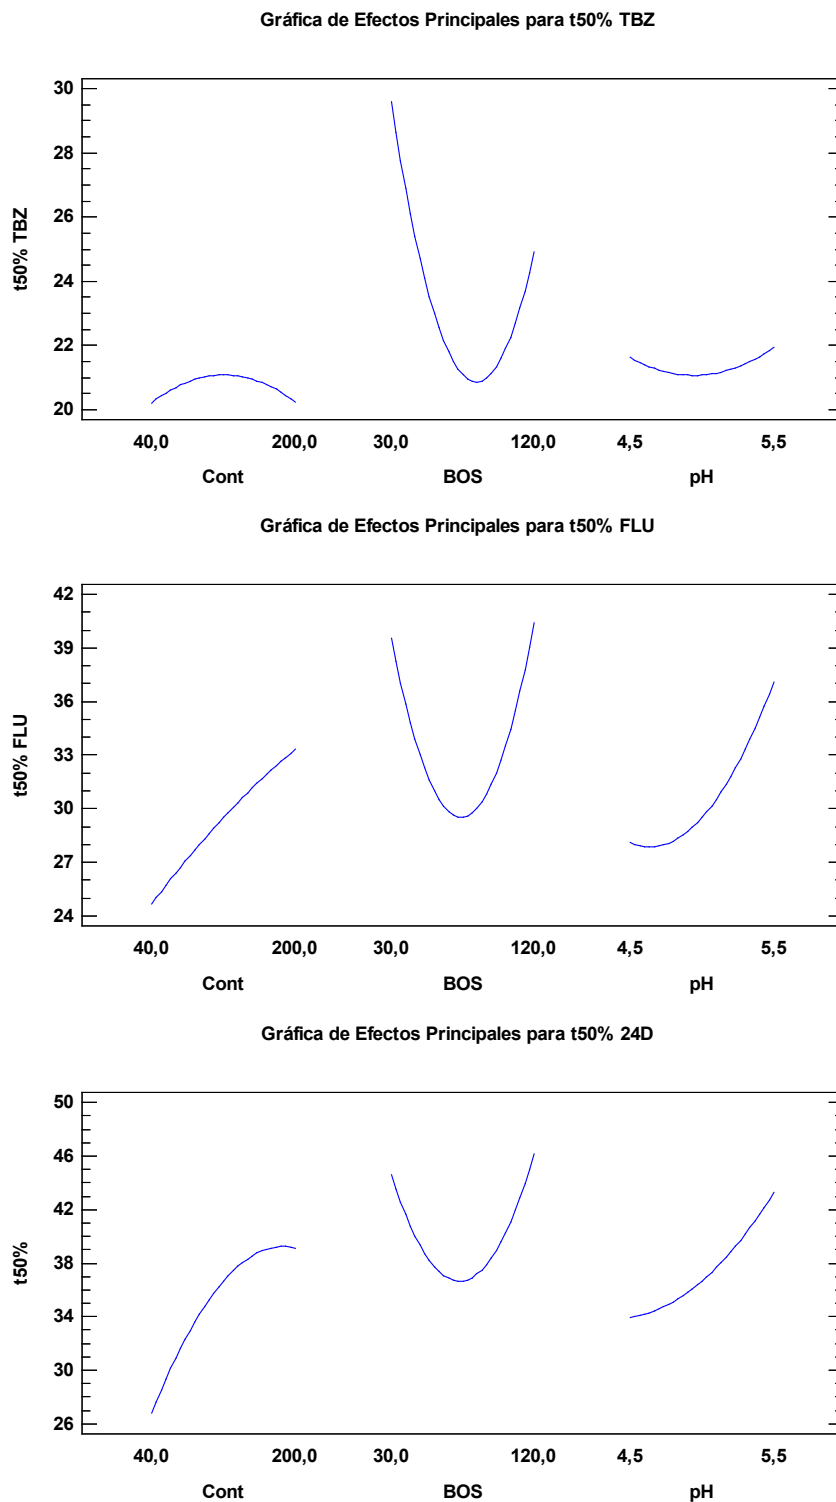 Gráfica de Efectos Principales para t50% TBZ
30
28
26
24
22
20
t50% TBZ
40,0 200,0 30,0 120,0 4,5 5,5
Cont BOS pH
Gráfica de Efectos Principales para t50% FLU
42
39
36
33
30
27
24
t50% FLU
40,0 200,0 30,0 120,0 4,5 5,5
Cont BOS pH
Gráfica de Efectos Principales para t50% 24D
50
46
42
38
34
30
26
t50%
40,0 200,0 30,0 120,0 4,5 5,5
Cont BOS pH